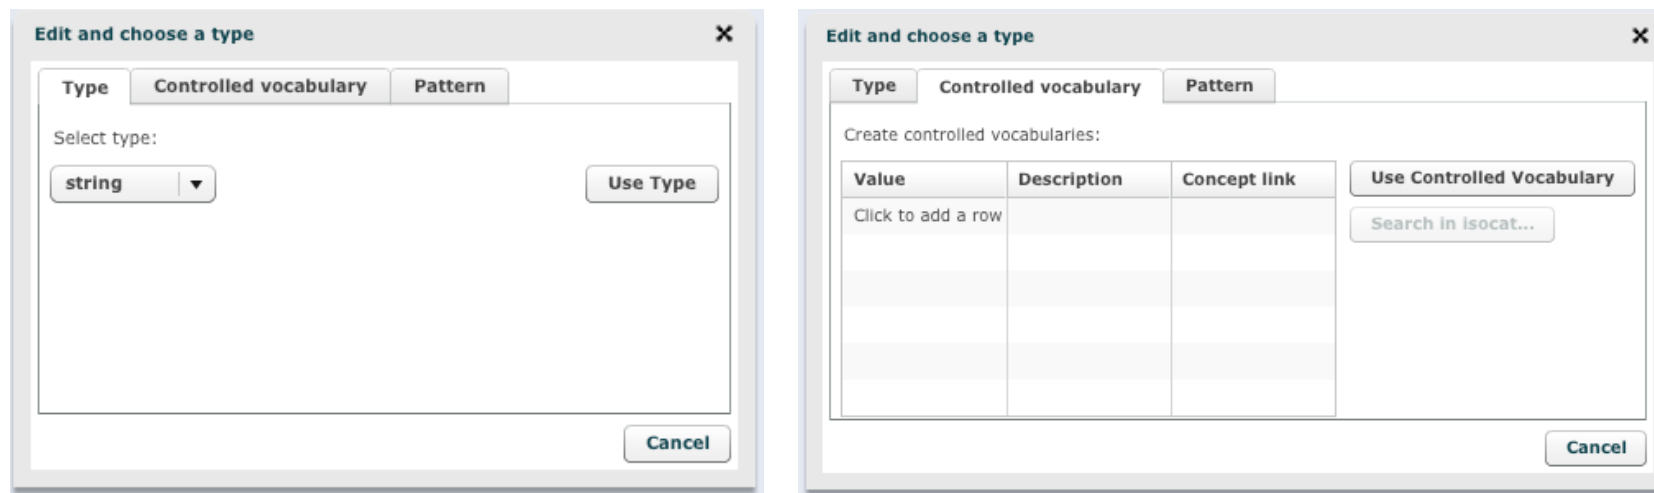 Edit and choose a type
Type Controlled vocabulary Pattern
Select type:
string Use Type
Cancel
Edit and choose a type
Type Controlled vocabulary Pattern
Create controlled vocabularies:
Value Description Concept link Use Controlled Vocabulary
Click to add a row Search in isocat...
Cancel